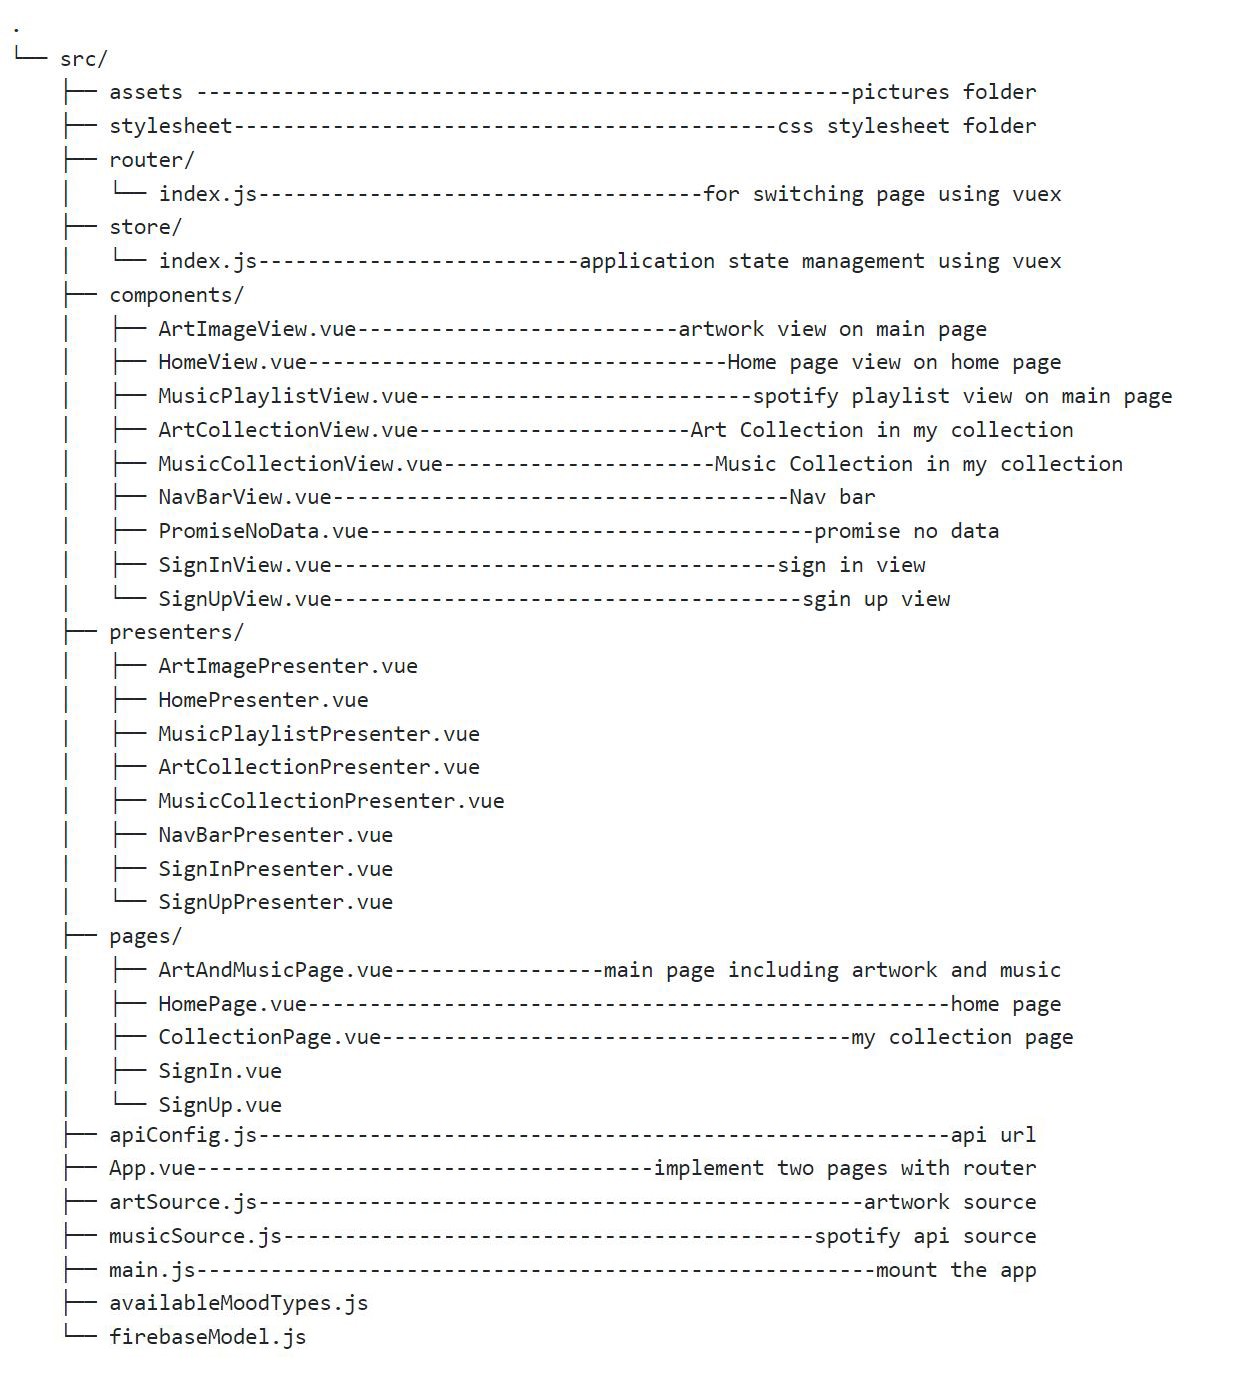 .
└── src/
    ├── assets -----------------------------------------------------pictures folder
    ├── stylesheet--------------------------------------------css stylesheet folder
    ├── router/
    │   └── index.js------------------------------------for switching page using vuex
    ├── store/
    │   └── index.js--------------------------application state management using vuex
    ├── components/
    │   ├── ArtImageView.vue--------------------------artwork view on main page
    │   ├── HomeView.vue----------------------------------Home page view on home page
    │   ├── MusicPlaylistView.vue---------------------------spotify playlist view on main page
    │   ├── ArtCollectionView.vue----------------------Art Collection in my collection
    │   ├── MusicCollectionView.vue----------------------Music Collection in my collection
    │   ├── NavBarView.vue-------------------------------------Nav bar
    │   ├── PromiseNoData.vue------------------------------------promise no data
    │   ├── SignInView.vue------------------------------------sign in view
    │   └── SignUpView.vue--------------------------------------sgin up view
    ├── presenters/
    │   ├── ArtImagePresenter.vue
    │   ├── HomePresenter.vue
    │   ├── MusicPlaylistPresenter.vue
    │   ├── ArtCollectionPresenter.vue
    │   ├── MusicCollectionPresenter.vue
    │   ├── NavBarPresenter.vue
    │   ├── SignInPresenter.vue
    │   └── SignUpPresenter.vue
    ├── pages/
    │   ├── ArtAndMusicPage.vue-----------------main page including artwork and music
    │   ├── HomePage.vue----------------------------------------------------home page
    │   ├── CollectionPage.vue--------------------------------------my collection page
    │   ├── SignIn.vue
    │   └── SignUp.vue
    ├── apiConfig.js--------------------------------------------------------api url
    ├── App.vue-------------------------------------implement two pages with router
    ├── artSource.js-------------------------------------------------artwork source
    ├── musicSource.js-------------------------------------------spotify api source
    ├── main.js-------------------------------------------------------mount the app
    ├── availableMoodTypes.js
    └── firebaseModel.js